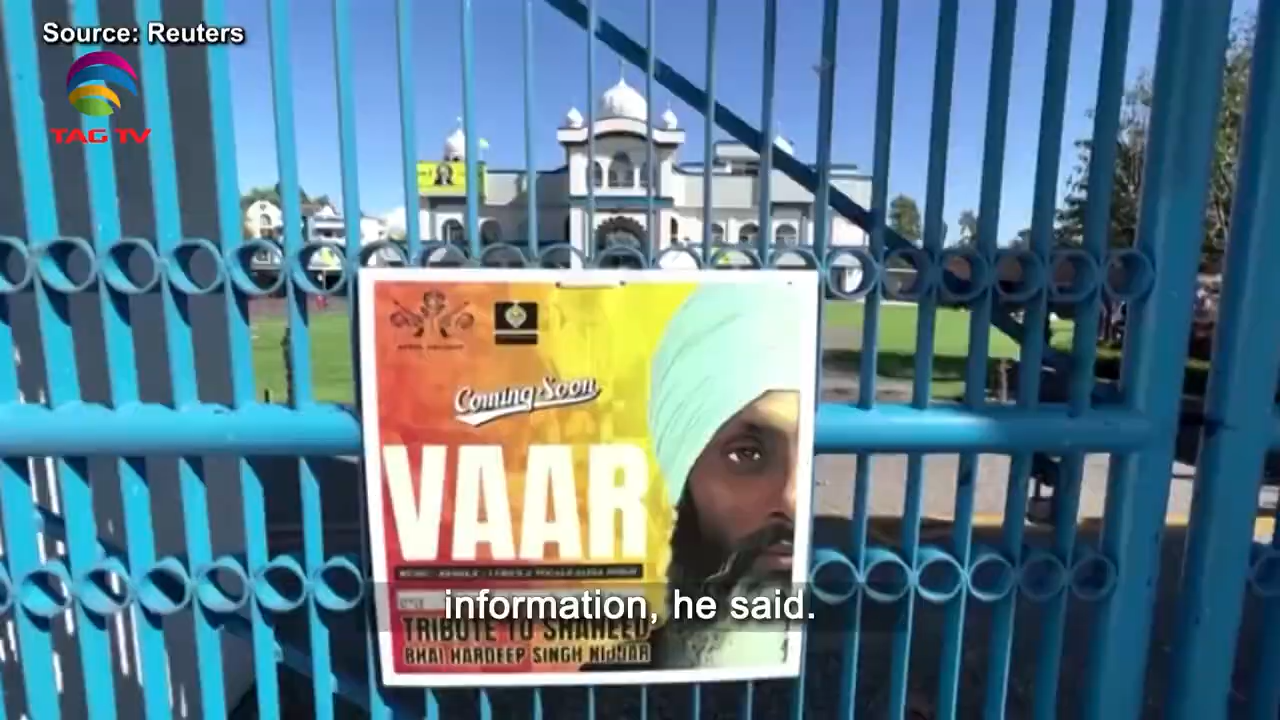 Source: Reuters
TAG TV
Coming Soon
VAAR
information, he said.
TRIBUTE TO SHAHEED
BHAI HARDEEP SINGH NIJJAR